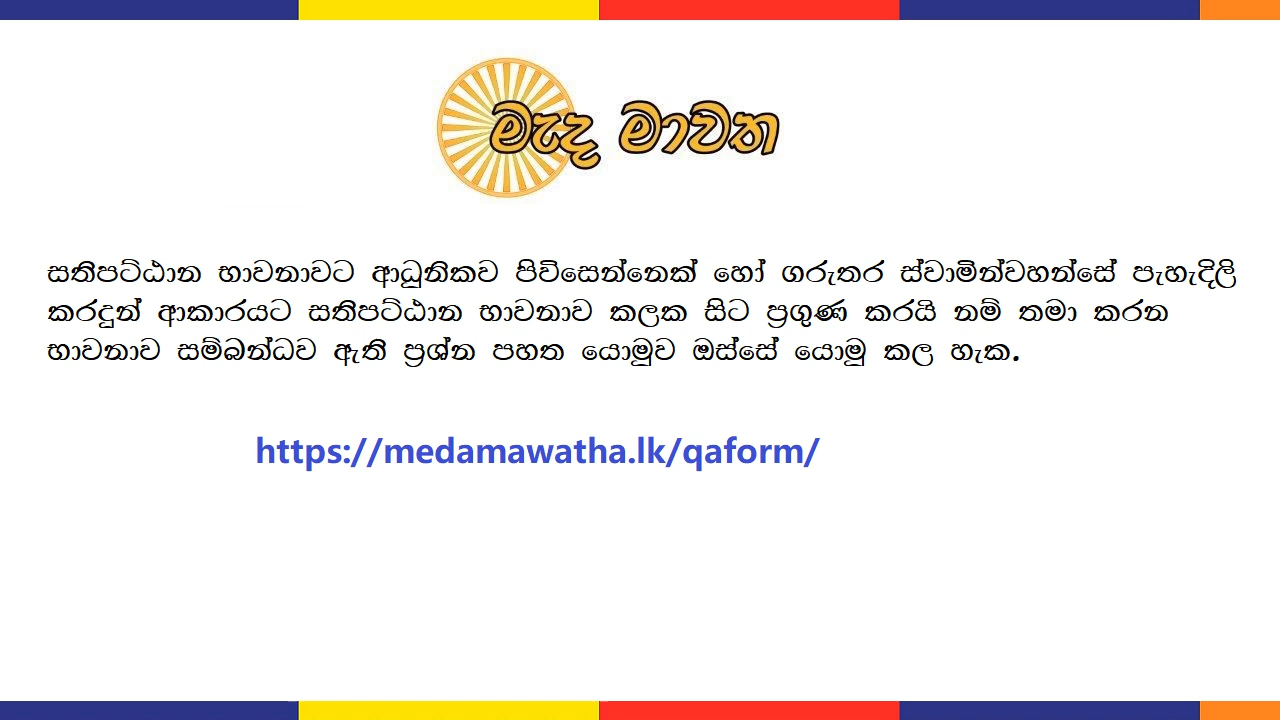 මැද මාවත
සතිපට්ඨාන භාවනාවට ආධුනිකව පිවිසෙන්නෙක් හෝ ගරුතර ස්වාමින්වහන්සේ පැහැදිලි
කරදුන් ආකාරයට සතිපට්ඨාන භාවනාව කලක සිට ප්‍රගුණ කරයි නම් තමා කරන
භාවනාව සම්බන්ධව ඇති ප්‍රශ්න පහත යොමුව ඔස්සේ යොමු කල හැක.
https://medamawatha.lk/qaform/